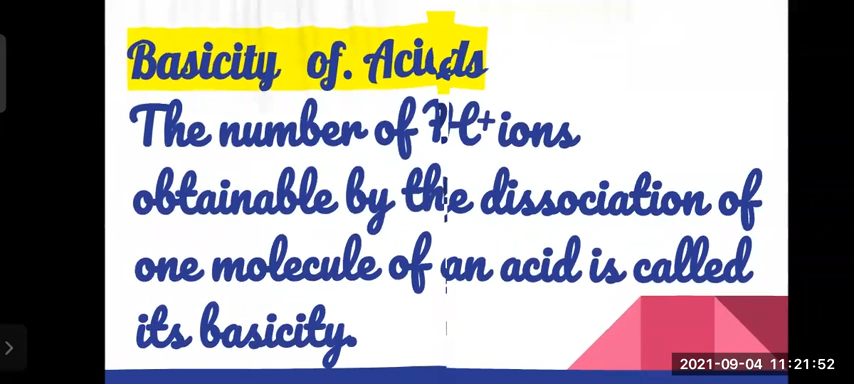 Basicity of. Acids
The number of H+ ions
obtainable by the dissociation of
one molecule of an acid is called
its basicity.
2021-09-04 11:21:52